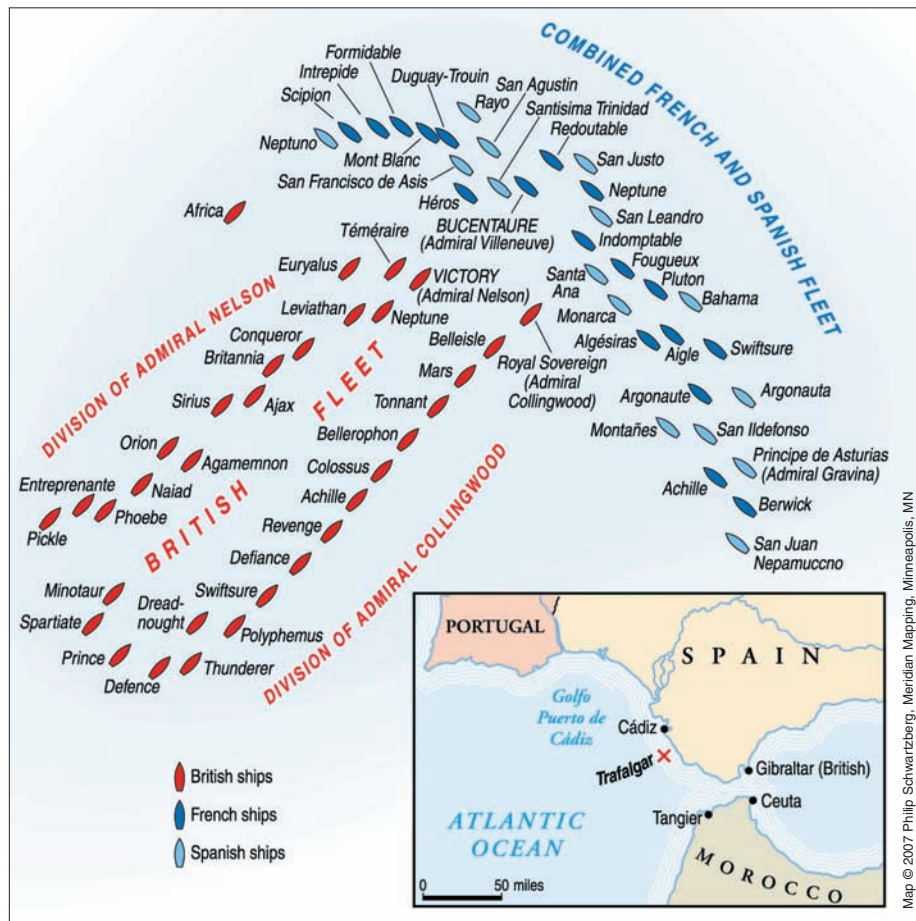 COMBINED FRENCH AND SPANISH FLEET
Formidable
Intrepide
Duguay-Trouin
Scipion
San Agustin
Rayo
Santisima Trinidad
Neptuno
Redoutable
Mont Blanc
San Justo
San Francisco de Asis
Neptune
Héros
Africa
BUCENTAURE
(Admiral Villeneuve)
San Leandro
Téméraire
Indomptable
Euryalus
VICTORY
(Admiral Nelson)
Santa
Ana
Fougueux
Pluton
Bahama
Leviathan
Neptune
Monarca
DIVISION OF ADMIRAL NELSON
Conqueror
Belleisle
Algésiras
Aigle
Swiftsure
Britannia
Royal Sovereign
(Admiral
Collingwood)
Mars
FLEET
Sirius
Ajax
Tonnant
Argonaute
Argonauta
Bellerophon
Montañes
San Ildefonso
Orion
Agamemnon
Colossus
Principe de Asturias
(Admiral Gravina)
Entreprenante
Naiad
Achille
Achille
Phoebe
BRITISH
Berwick
Pickle
Revenge
DIVISION OF ADMIRAL COLLINGWOOD
Defiance
San Juan
Nepamuccno
Minotaur
Swiftsure
Spartiate
Dread-
nought
Polyphemus
Prince
Thunderer
Defence
British ships
French ships
Spanish ships
PORTUGAL
SPAIN
Golfo
Puerto de
Cádiz
Cádiz
Trafalgar
Gibraltar (British)
Ceuta
Tangier
ATLANTIC
OCEAN
MOROCCO
0 50 miles
Map © 2007 Philip Schwartzberg, Meridian Mapping, Minneapolis, MN